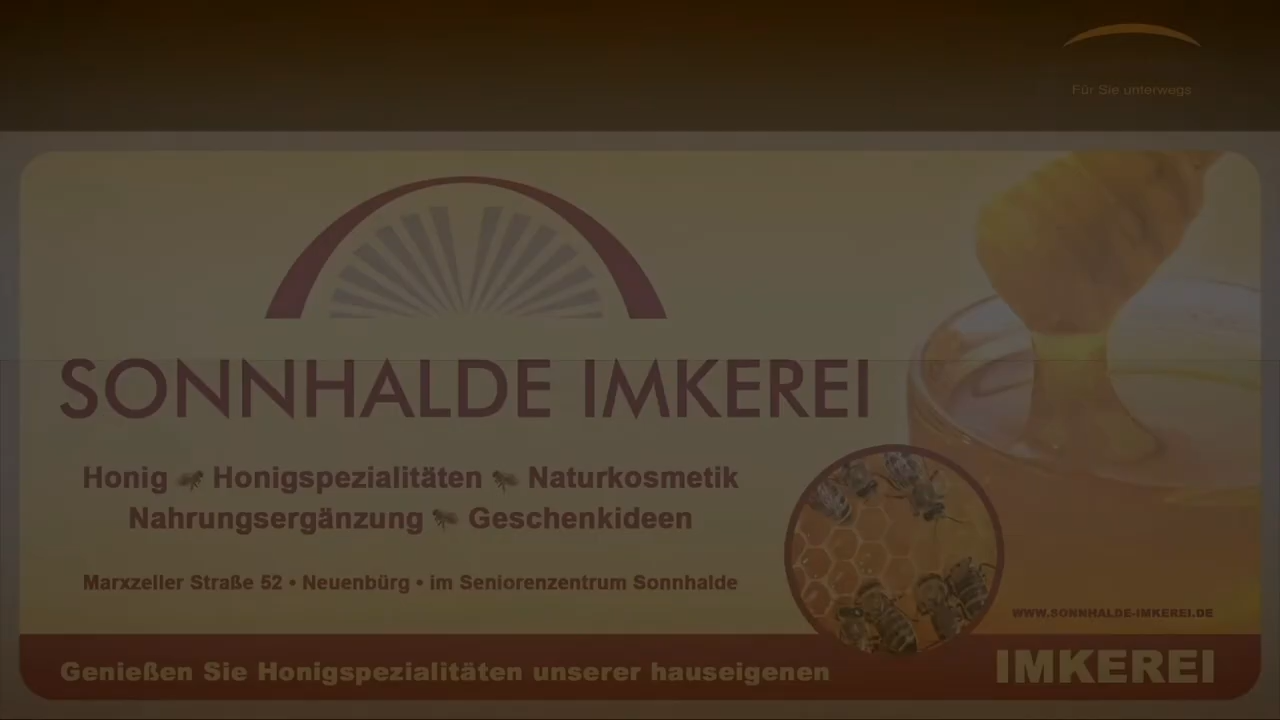 Für Sie unterwegs
SONNHALDE IMKEREI
Honig Honigspezialitäten Naturkosmetik
Nahrungsergänzung Geschenkideen
Marxzeller Straße 52 • Neuenbürg • im Seniorenzentrum Sonnhalde
WWW.SONNHALDE-IMKEREI.DE
Genießen Sie Honigspezialitäten unserer hauseigenen IMKEREI